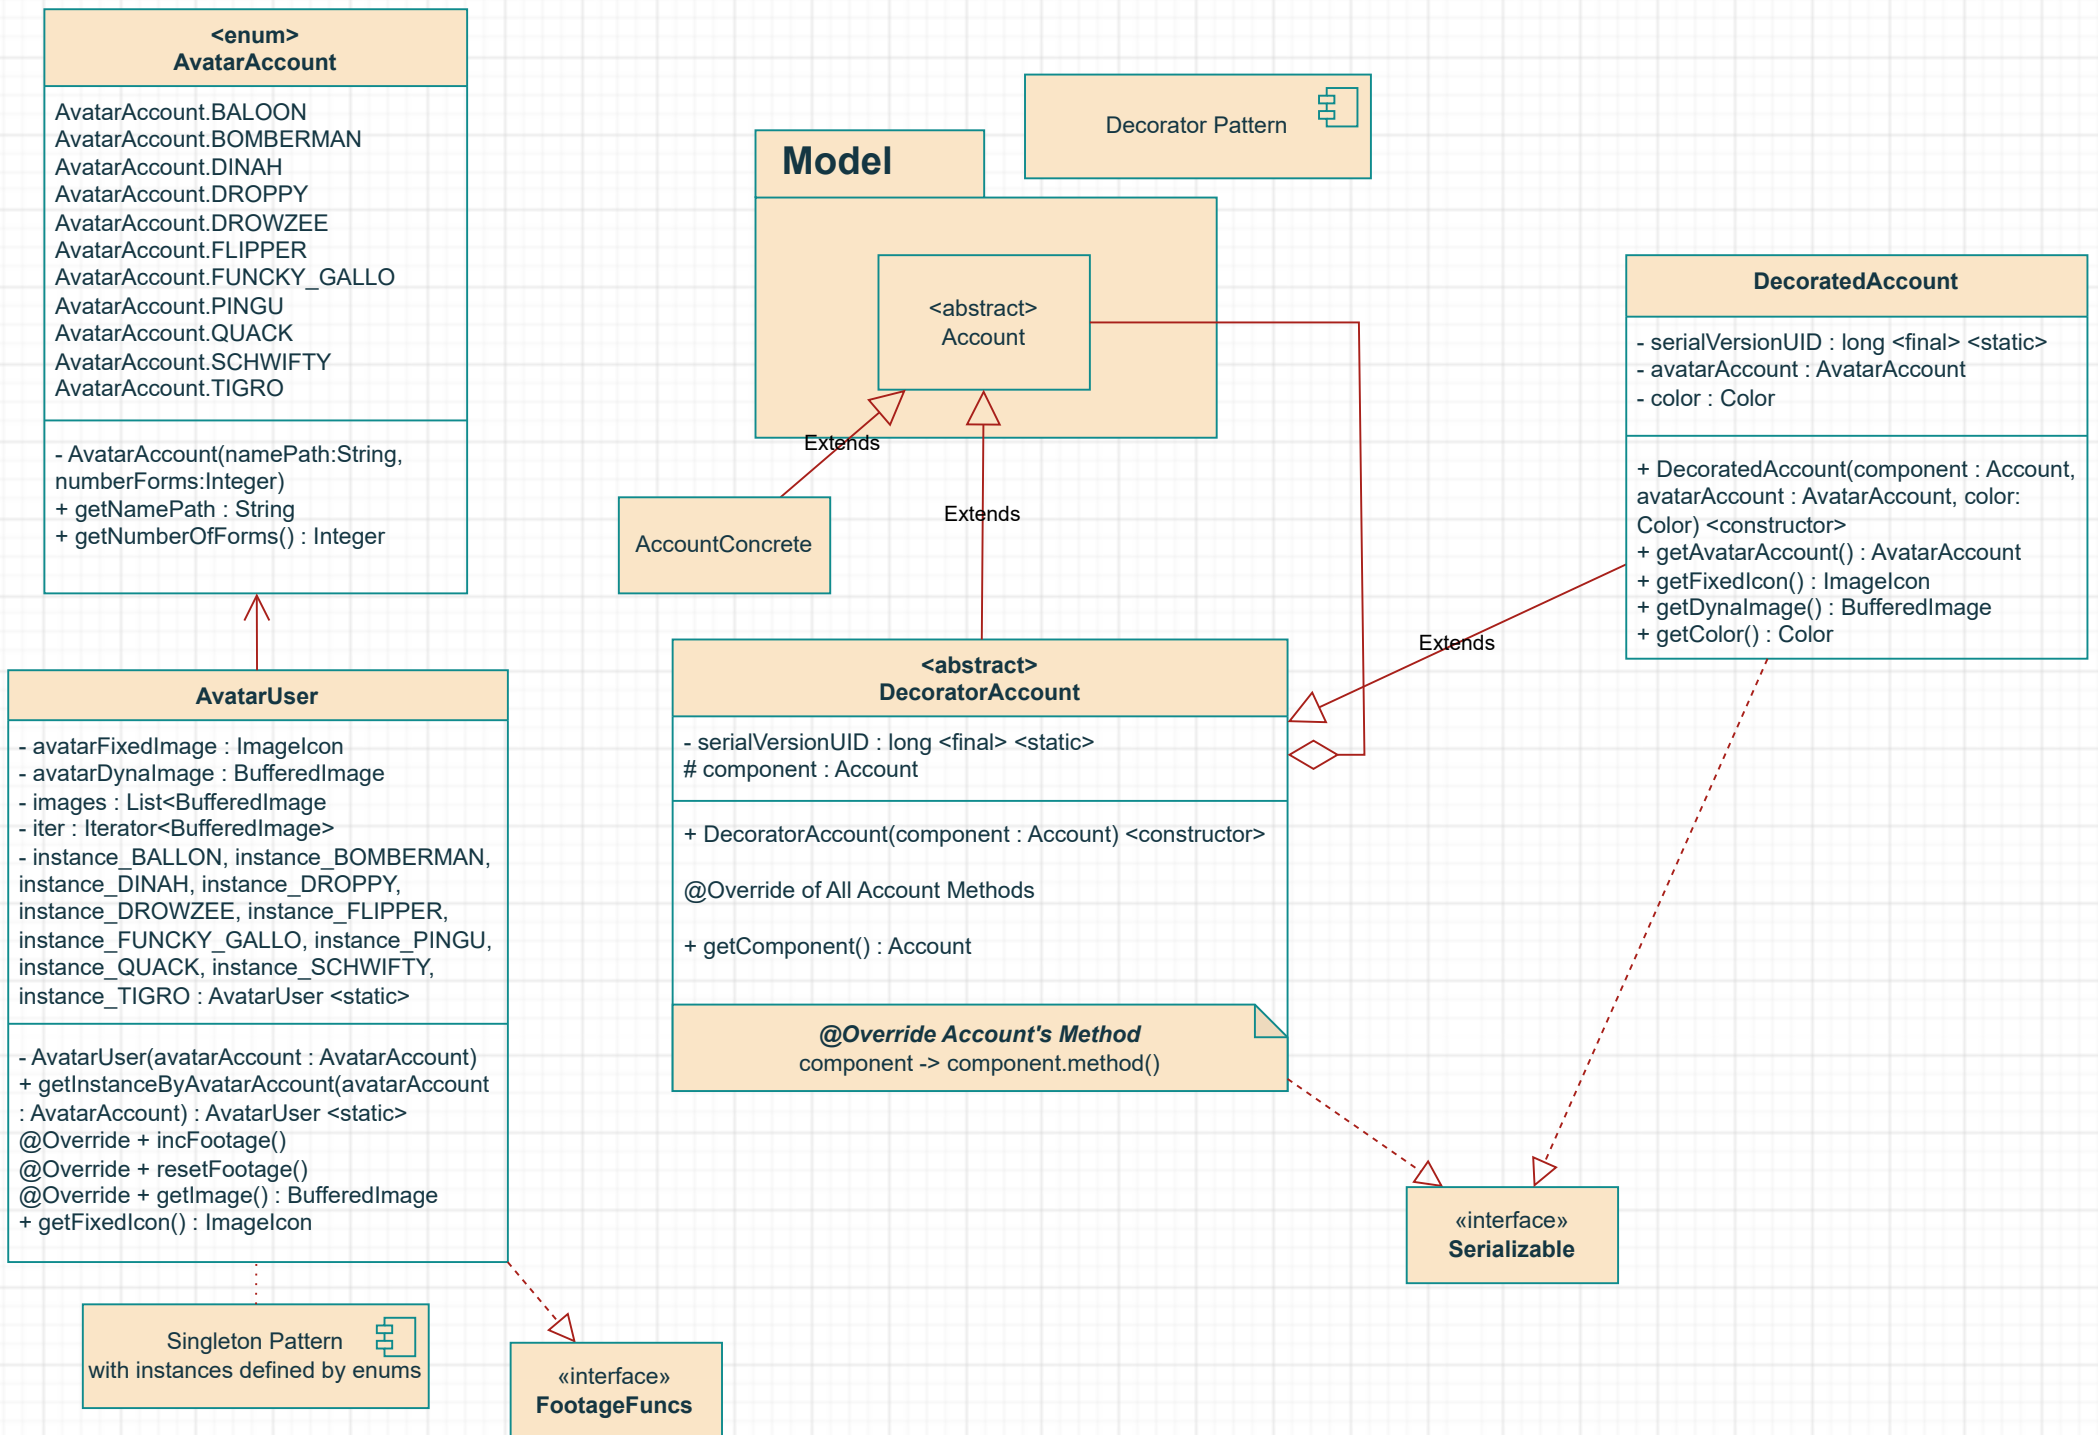 <enum>
AvatarAccount
AvatarAccount.BALOON
AvatarAccount.BOMBERMAN
AvatarAccount.DINAH
AvatarAccount.DROPPY
AvatarAccount.DROWZEE
AvatarAccount.FLIPPER
AvatarAccount.FUNCKY_GALLO
AvatarAccount.PINGU
AvatarAccount.QUACK
AvatarAccount.SCHWIFTY
AvatarAccount.TIGRO
- AvatarAccount(namePath:String,
numberForms:Integer)
+ getNamePath : String
+ getNumberOfForms() : Integer
AvatarUser
- avatarFixedImage : ImageIcon
- avatarDynaImage : BufferedImage
- images : List<BufferedImage
- iter : Iterator<BufferedImage>
- instance_BALLON, instance_BOMBERMAN,
instance_DINAH, instance_DROPPY,
instance_DROWZEE, instance_FLIPPER,
instance_FUNCKY_GALLO, instance_PINGU,
instance_QUACK, instance_SCHWIFTY,
instance_TIGRO : AvatarUser <static>
- AvatarUser(avatarAccount : AvatarAccount)
+ getInstanceByAvatarAccount(avatarAccount
: AvatarAccount) : AvatarUser <static>
@Override + incFootage()
@Override + resetFootage()
@Override + getImage() : BufferedImage
+ getFixedIcon() : ImageIcon
Singleton Pattern
with instances defined by enums
«interface»
FootageFuncs
Decorator Pattern
Model
<abstract>
Account
Extends
AccountConcrete
Extends
<abstract>
DecoratorAccount
- serialVersionUID : long <final> <static>
# component : Account
+ DecoratorAccount(component : Account) <constructor>
@Override of All Account Methods
+ getComponent() : Account
@Override Account's Method
component -> component.method()
DecoratedAccount
- serialVersionUID : long <final> <static>
- avatarAccount : AvatarAccount
- color : Color
+ DecoratedAccount(component : Account,
avatarAccount : AvatarAccount, color:
Color) <constructor>
+ getAvatarAccount() : AvatarAccount
+ getFixedIcon() : ImageIcon
+ getDynaImage() : BufferedImage
+ getColor() : Color
Extends
«interface»
Serializable